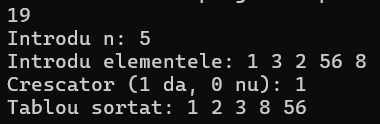 19
Introdu n: 5
Introdu elementele: 1 3 2 56 8
Crescator (1 da, 0 nu): 1
Tablou sortat: 1 2 3 8 56